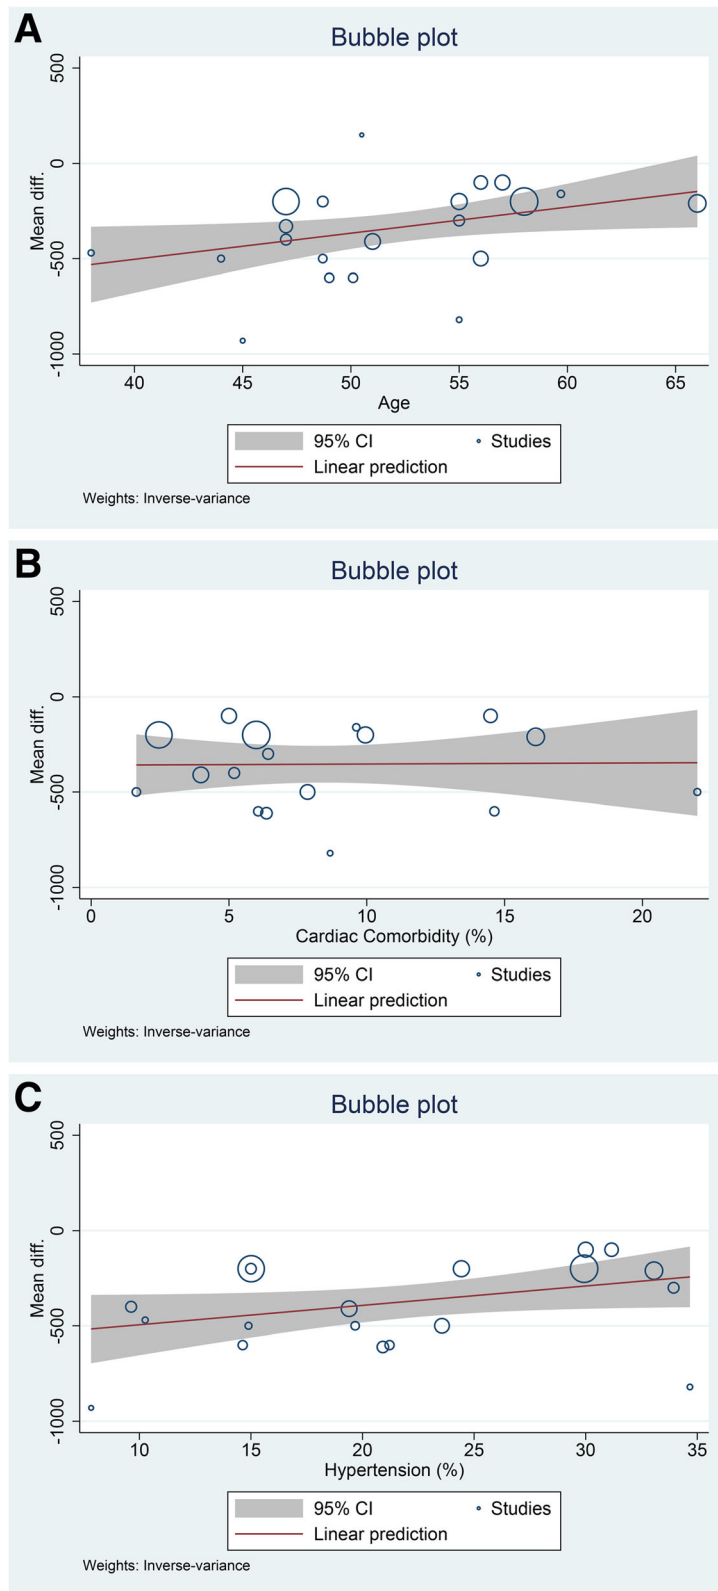 A
Bubble plot
500
0
-500
-1000
Mean diff.
40 45 50 55 60 65
Age
95% CI Studies
Linear prediction
Weights: Inverse-variance
B
Bubble plot
500
0
-500
-1000
Mean diff.
0 5 10 15 20
Cardiac Comorbidity (%)
95% CI Studies
Linear prediction
Weights: Inverse-variance
C
Bubble plot
500
0
-500
-1000
Mean diff.
10 15 20 25 30 35
Hypertension (%)
95% CI Studies
Linear prediction
Weights: Inverse-variance